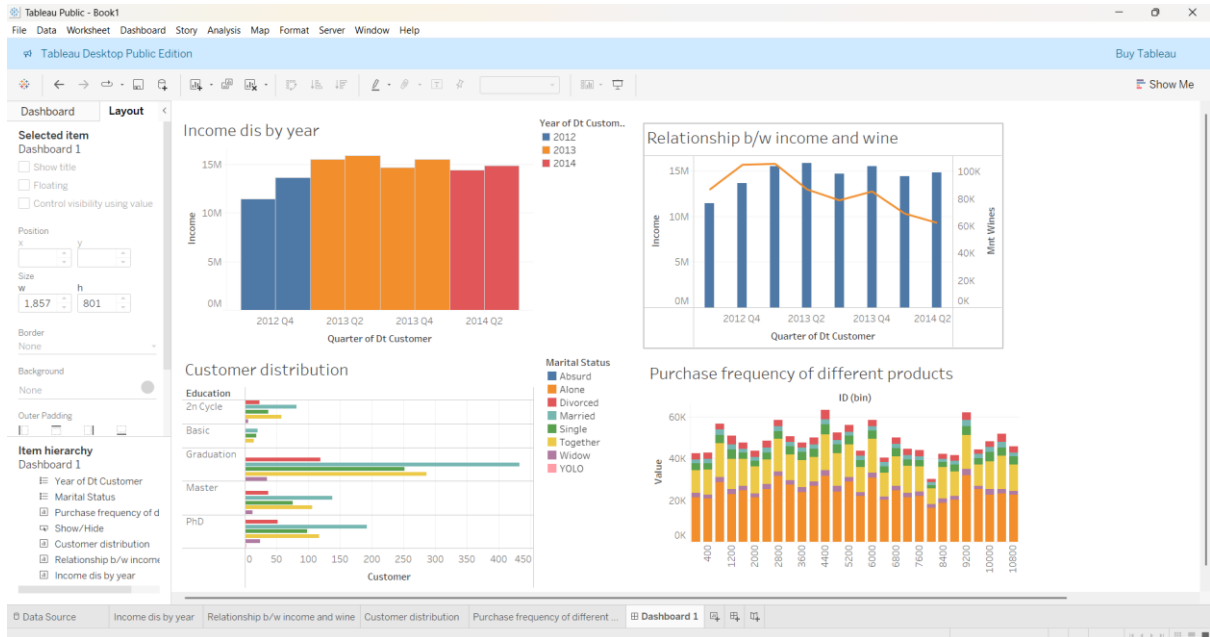 Tableau Public - Book1
File Data Worksheet Dashboard Story Analysis Map Format Server Window Help
Tableau Desktop Public Edition
Buy Tableau
Show Me
Dashboard Layout
Selected item
Dashboard 1
Show title
Floating
Control visibility using value
Position
x y
Size
w h
1,857 801
Border
None
Background
None
Outer Padding
Item hierarchy
Dashboard 1
Year of Dt Customer
Marital Status
Purchase frequency of d
Show/Hide
Customer distribution
Relationship b/w income
Income dis by year
Income dis by year
15M
10M
5M
0M
Income
2012 Q4 2013 Q2 2013 Q4 2014 Q2
Quarter of Dt Customer
Year of Dt Custom..
2012
2013
2014
Relationship b/w income and wine
15M
10M
5M
0M
Income
100K
80K
60K
40K
20K
0K
Mnt Wines
2012 Q4 2013 Q2 2013 Q4 2014 Q2
Quarter of Dt Customer
Customer distribution
Education
2n Cycle
Basic
Graduation
Master
PhD
0 50 100 150 200 250 300 350 400 450
Customer
Marital Status
Absurd
Alone
Divorced
Married
Single
Together
Widow
YOLO
Purchase frequency of different products
ID (bin)
60K
40K
20K
0K
Value
400 1200 2000 2800 3600 4400 5200 6000 6800 7600 8400 9200 10000 10800
Data Source Income dis by year Relationship b/w income and wine Customer distribution Purchase frequency of different ... Dashboard 1